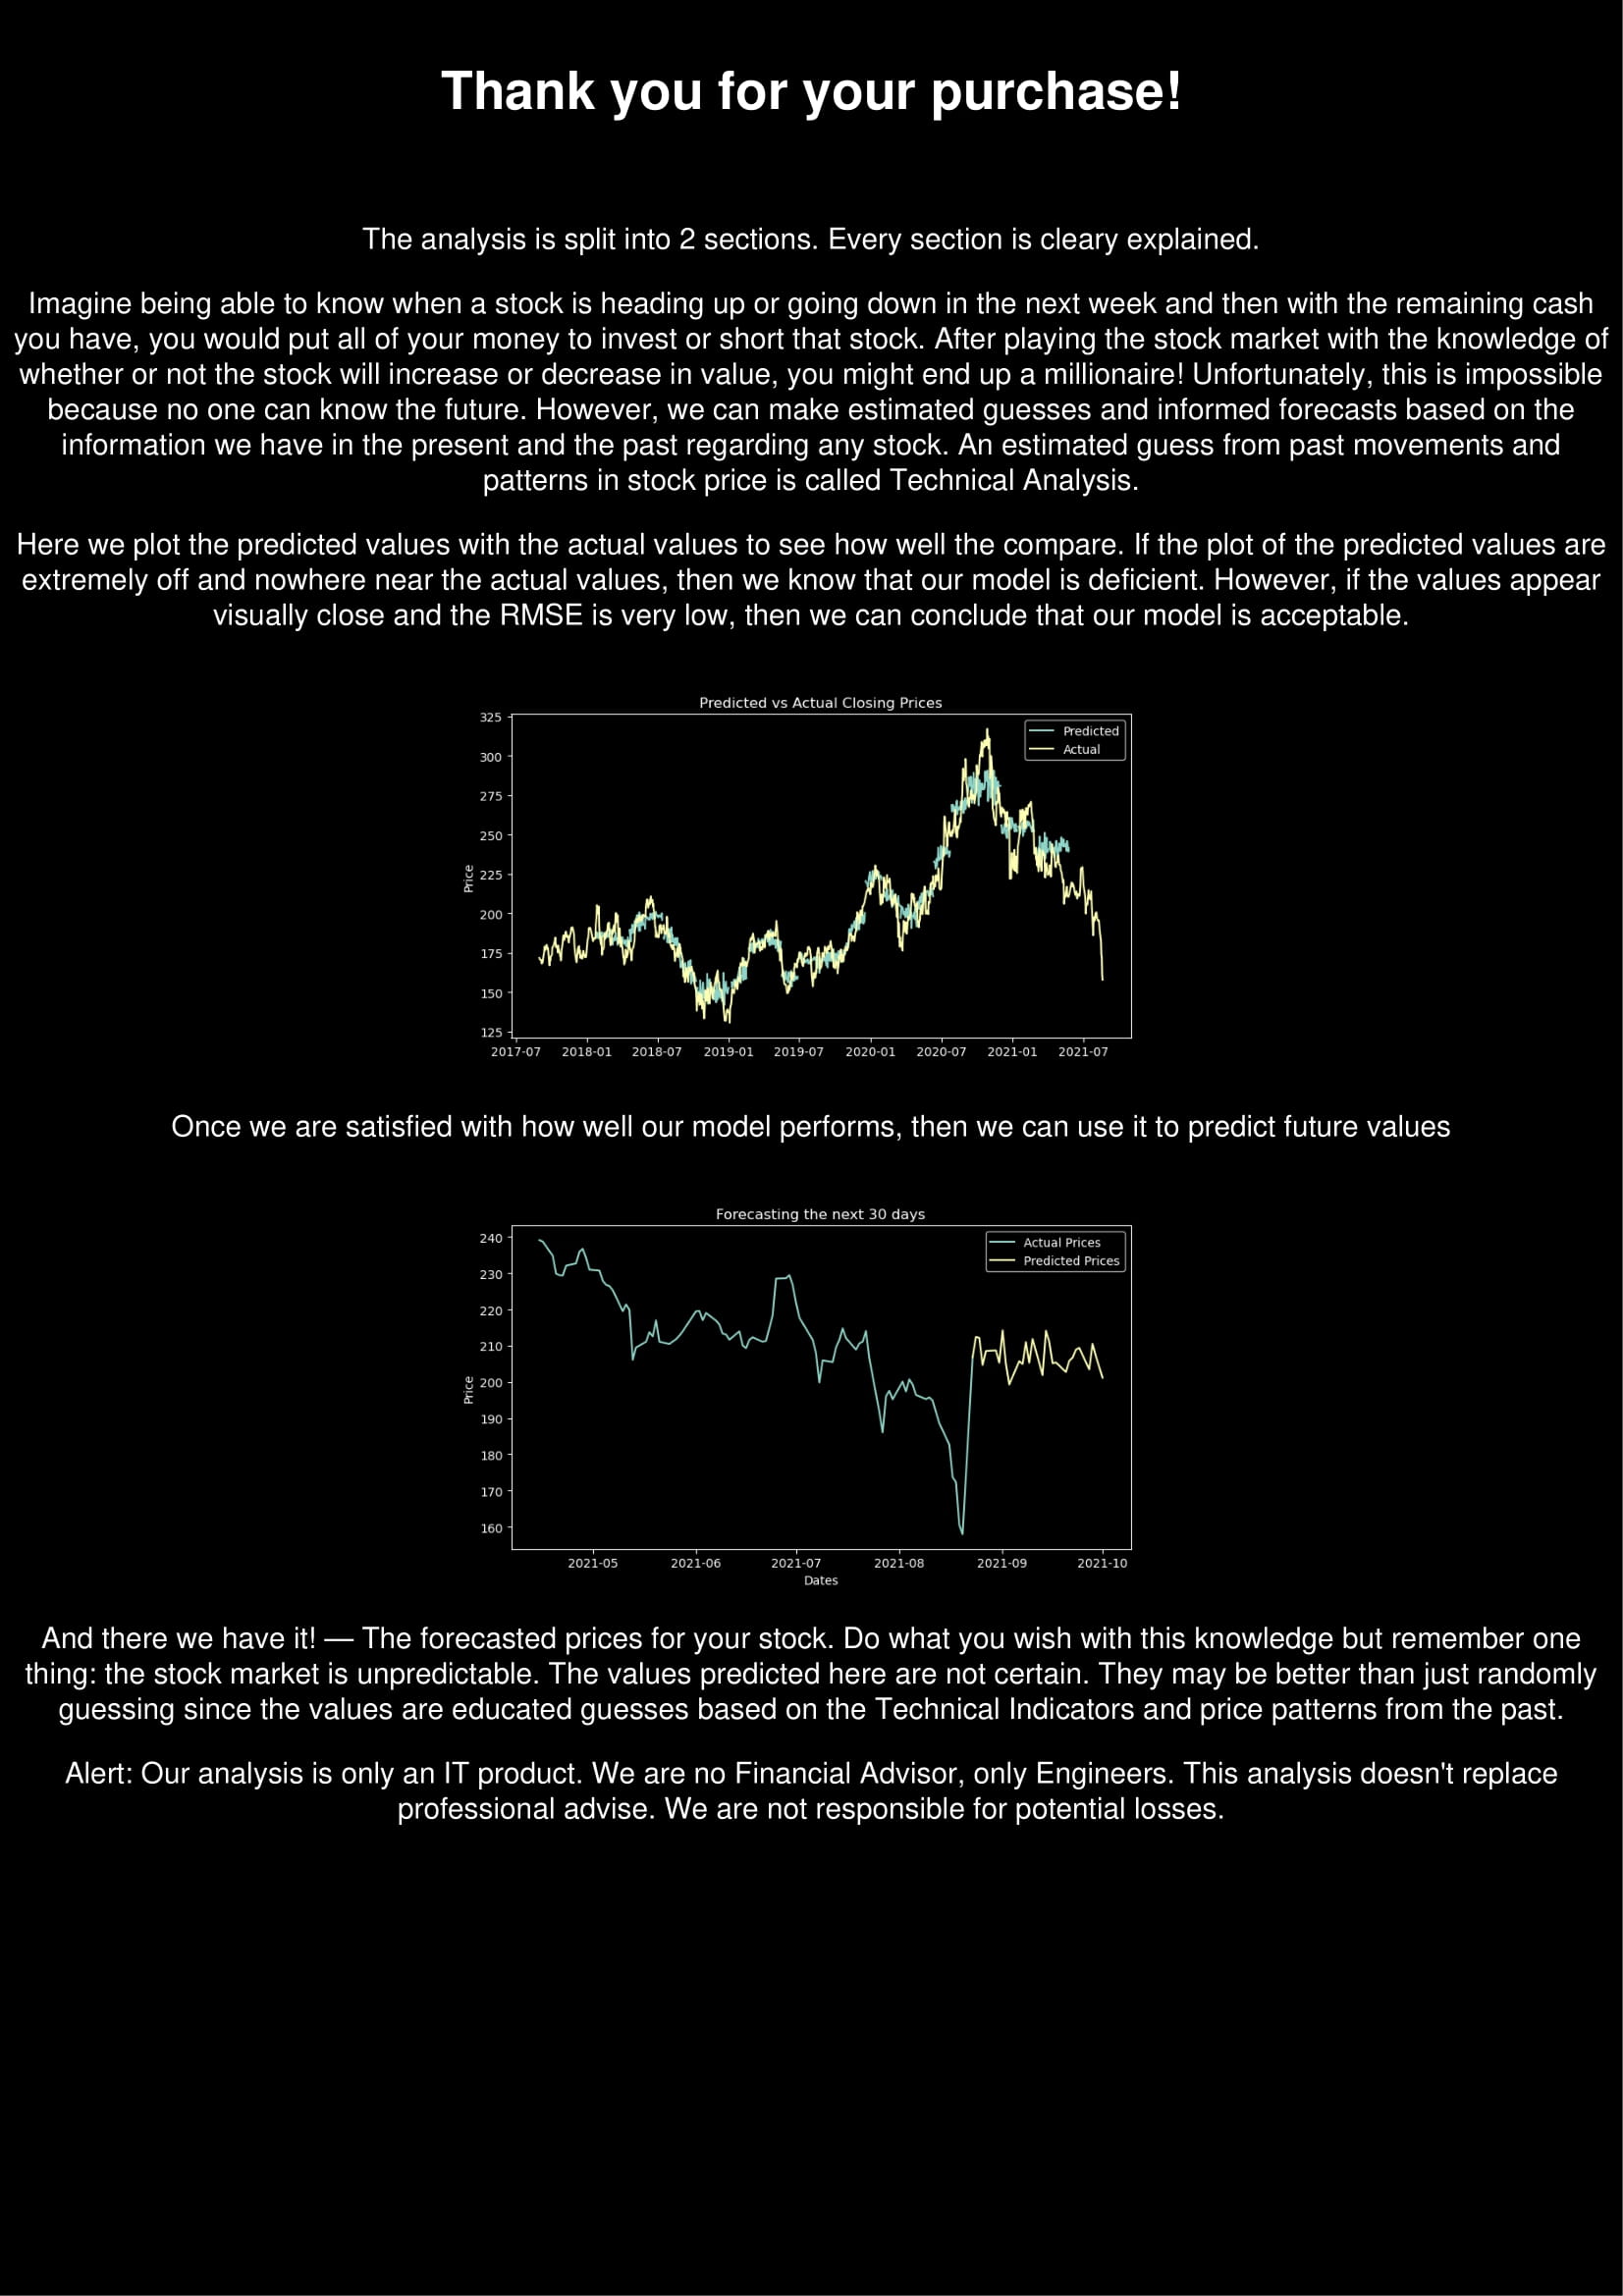 Thank you for your purchase!
The analysis is split into 2 sections. Every section is cleary explained.
Imagine being able to know when a stock is heading up or going down in the next week and then with the remaining cash
you have, you would put all of your money to invest or short that stock. After playing the stock market with the knowledge of
whether or not the stock will increase or decrease in value, you might end up a millionaire! Unfortunately, this is impossible
because no one can know the future. However, we can make estimated guesses and informed forecasts based on the
information we have in the present and the past regarding any stock. An estimated guess from past movements and
patterns in stock price is called Technical Analysis.
Here we plot the predicted values with the actual values to see how well the compare. If the plot of the predicted values are
extremely off and nowhere near the actual values, then we know that our model is deficient. However, if the values appear
visually close and the RMSE is very low, then we can conclude that our model is acceptable.
Predicted vs Actual Closing Prices
325
300
275
250
225
200
175
150
125
Price
Predicted
Actual
2017-07 2018-01 2018-07 2019-01 2019-07 2020-01 2020-07 2021-01 2021-07
Once we are satisfied with how well our model performs, then we can use it to predict future values
Forecasting the next 30 days
240
230
220
210
200
190
180
170
160
Price
Actual Prices
Predicted Prices
2021-05 2021-06 2021-07 2021-08 2021-09 2021-10
Dates
And there we have it! — The forecasted prices for your stock. Do what you wish with this knowledge but remember one
thing: the stock market is unpredictable. The values predicted here are not certain. They may be better than just randomly
guessing since the values are educated guesses based on the Technical Indicators and price patterns from the past.
Alert: Our analysis is only an IT product. We are no Financial Advisor, only Engineers. This analysis doesn't replace
professional advise. We are not responsible for potential losses.